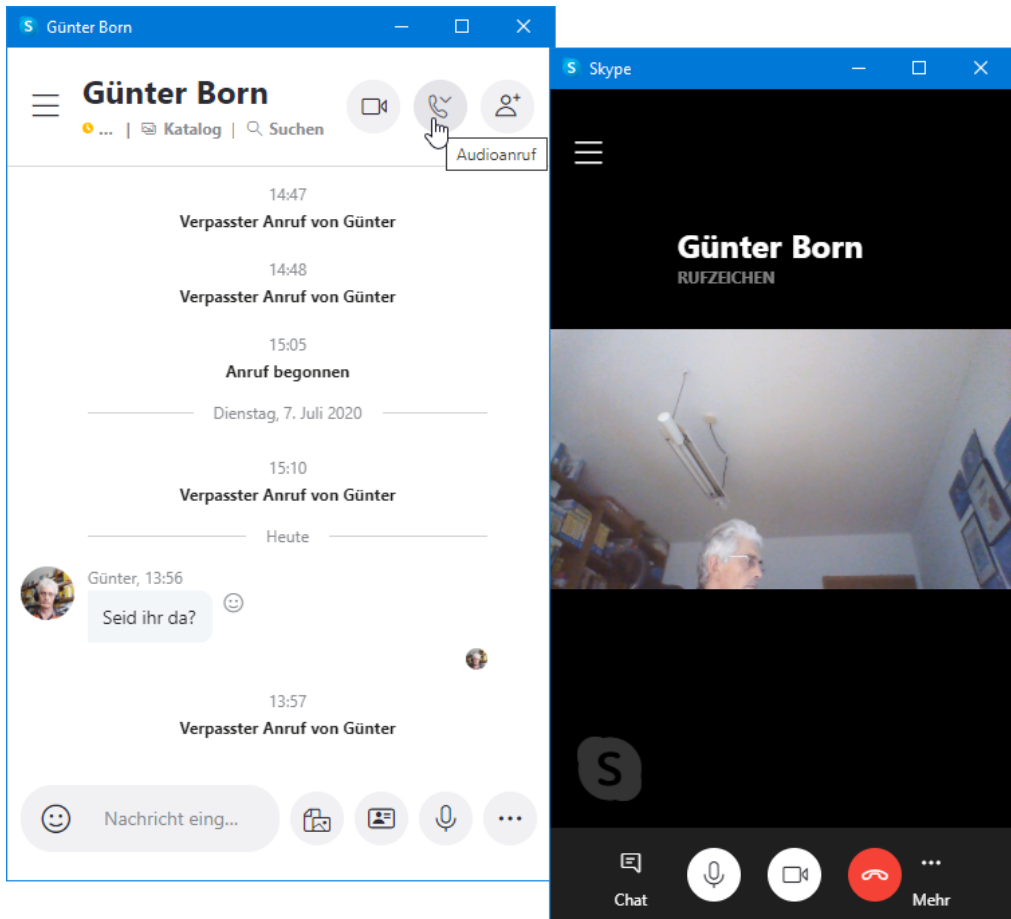 Günter Born
Günter Born
... | Katalog | Suchen
Audioanruf
14:47
Verpasster Anruf von Günter
14:48
Verpasster Anruf von Günter
15:05
Anruf begonnen
Dienstag, 7. Juli 2020
15:10
Verpasster Anruf von Günter
Heute
Günter, 13:56
Seid ihr da?
13:57
Verpasster Anruf von Günter
Nachricht eing...
Skype
Günter Born
RUFZEICHEN
Chat
Mehr